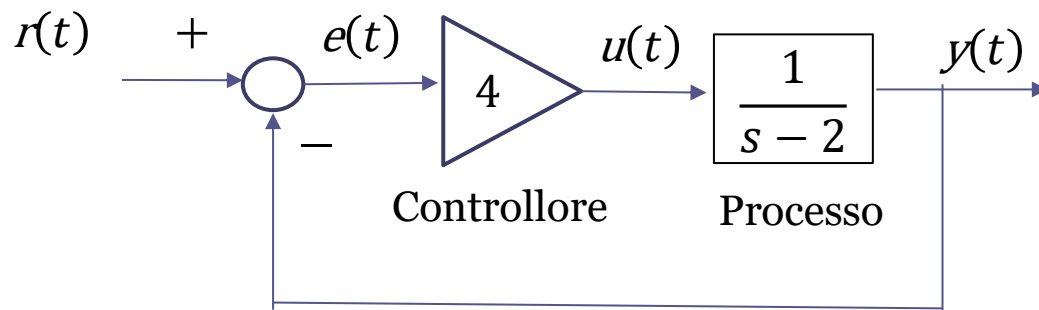 r(t) + e(t) 4 u(t) 1 y(t)
s − 2
−
Controllore Processo